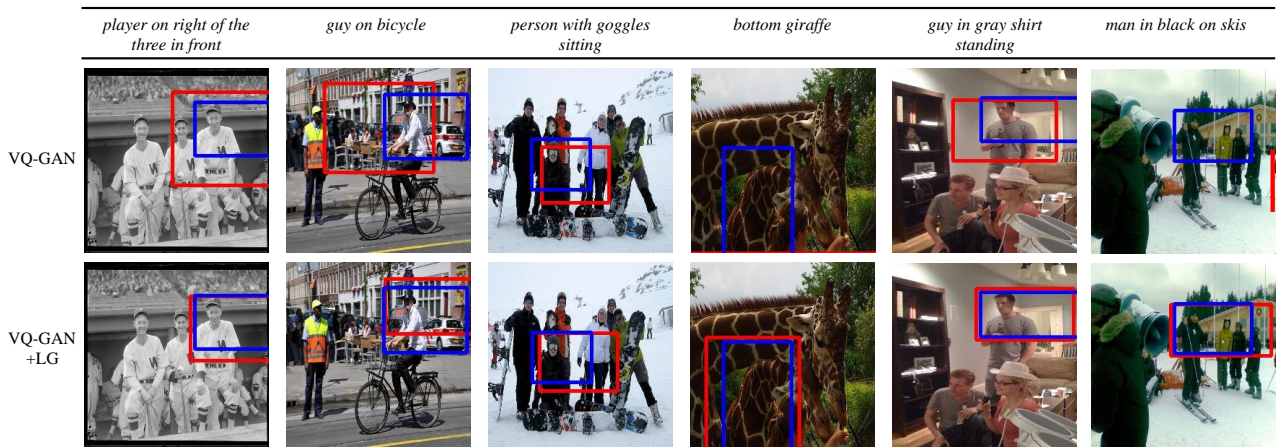 player on right of the three in front
guy on bicycle
person with goggles sitting
bottom giraffe
guy in gray shirt standing
man in black on skis
VQ-GAN
VQ-GAN
+LG